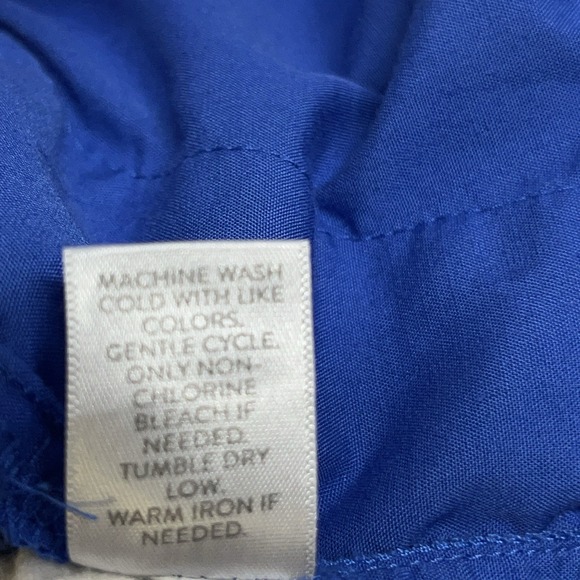 MACHINE WASH
COLD WITH LIKE
COLORS.
GENTLE CYCLE.
ONLY NON-
CHLORINE
BLEACH IF
NEEDED.
TUMBLE DRY
LOW.
WARM IRON IF
NEEDED.